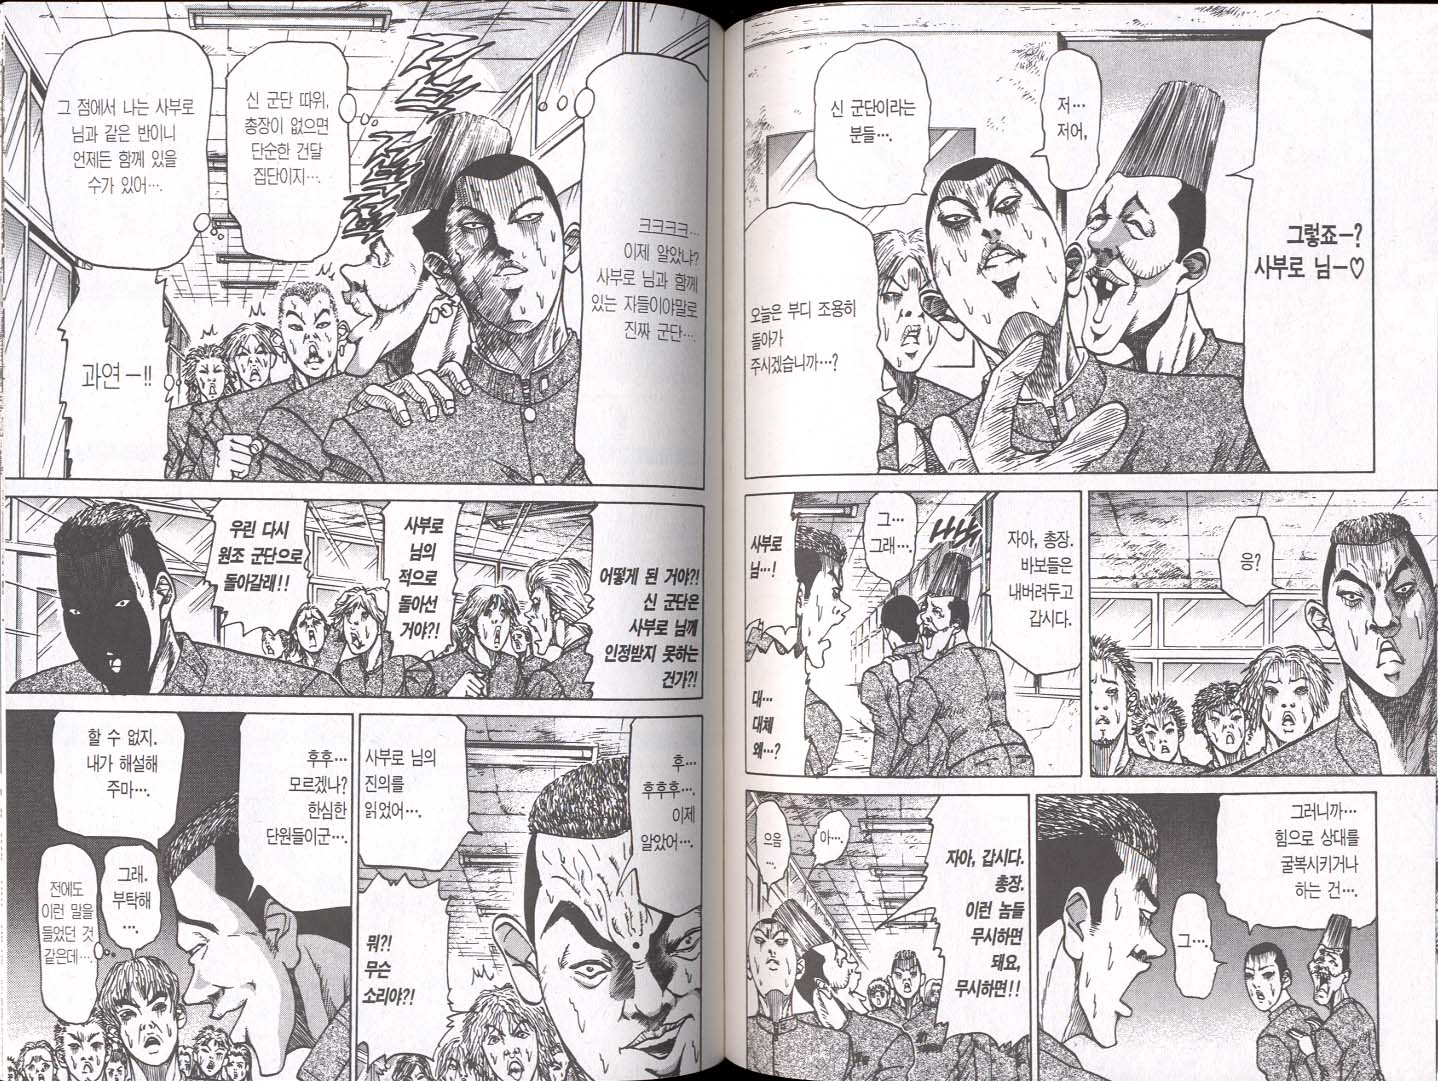 그렇죠ー?
사부로 님ー♡
저…
저어,
신 군단이라는
분들….
오늘은 부디 조용히
돌아가
주시겠습니까…?
응?
자아, 총장.
바보들은
내버려두고
갑시다.
그…
그래….
사부로
님…!
대…
대체
왜…?
그러니까…
힘으로 상대를
굴복시키거나
하는 건….
그….
자아, 갑시다.
총장.
이런 놈들
무시하면
돼요,
무시하면!!
아….
으음
….
크크크크…
이제 알았냐?
사부로 님과 함께
있는 자들이야말로
진짜 군단….
신 군단 따위,
총장이 없으면
단순한 건달
집단이지….
그 점에서 나는 사부로
님과 같은 반이니
언제든 함께 있을
수가 있어….
과연ー!!
어떻게 된 거야?!
신 군단은
사부로 님께
인정받지 못하는
건가?!
사부로
님의
적으로
돌아선
거야?!
우린 다시
원조 군단으로
돌아갈래!!
후…
후후후….
이제
알았어….
사부로 님의
진의를
읽었어….
뭐?!
무슨
소리야?!
후후…
모르겠나?
한심한
단원들이군….
할 수 없지.
내가 해설해
주마….
그래.
부탁해
….
전에도
이런 말을
들었던 것
같은데….